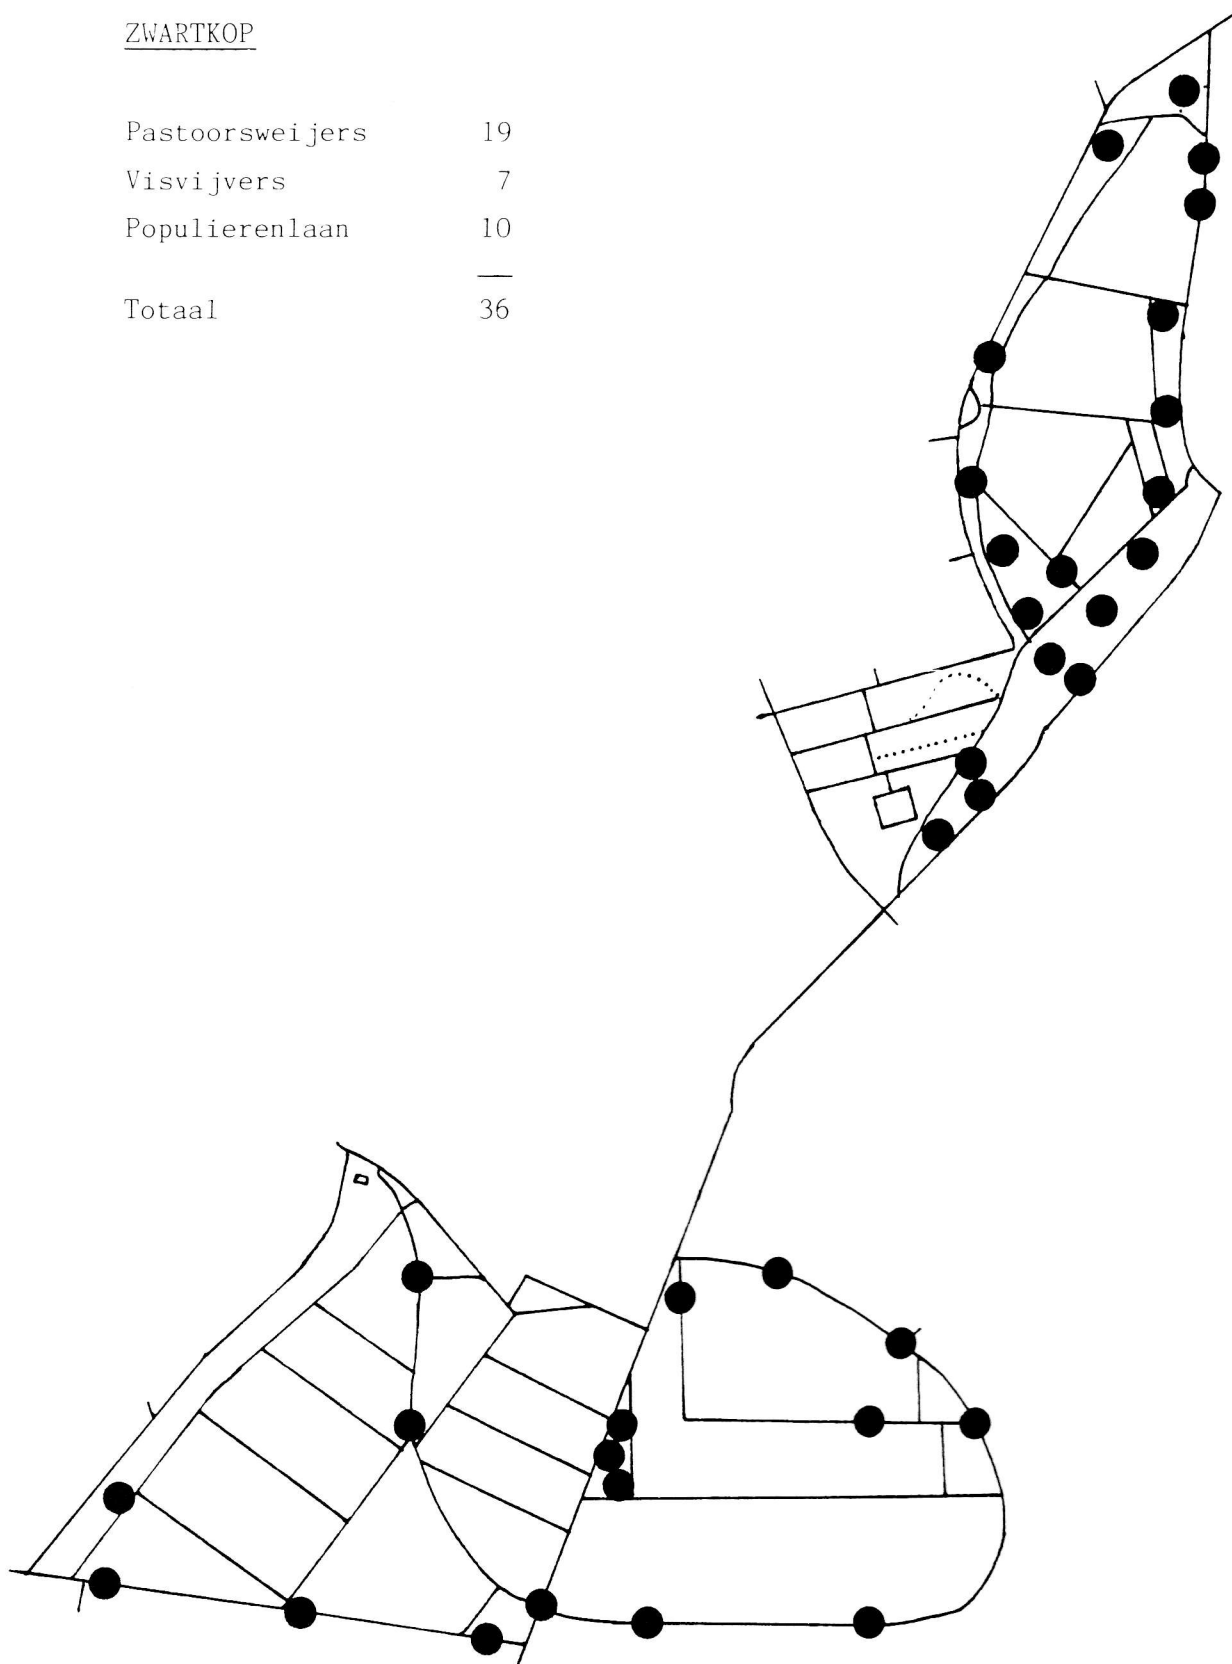 ZWARTKOP
Pastoorsweijers 19
Visvijvers 7
Populierenlaan 10
Totaal 36